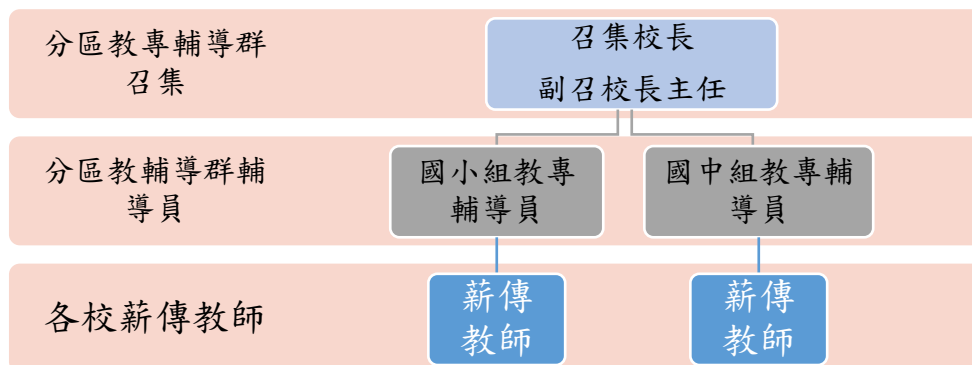 分區教專輔導群
召集
召集校長
副召校長主任
分區教輔導群輔
導員
國小組教專
輔導員
國中組教專輔
導員
各校薪傳教師
薪傳
教師
薪傳
教師